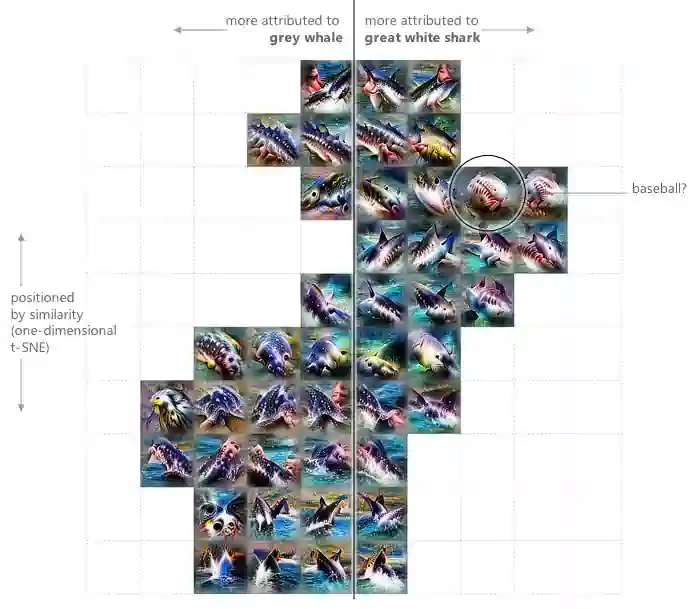 more attributed to
grey whale
more attributed to
great white shark
baseball?
positioned
by similarity
(one-dimensional
t-SNE)